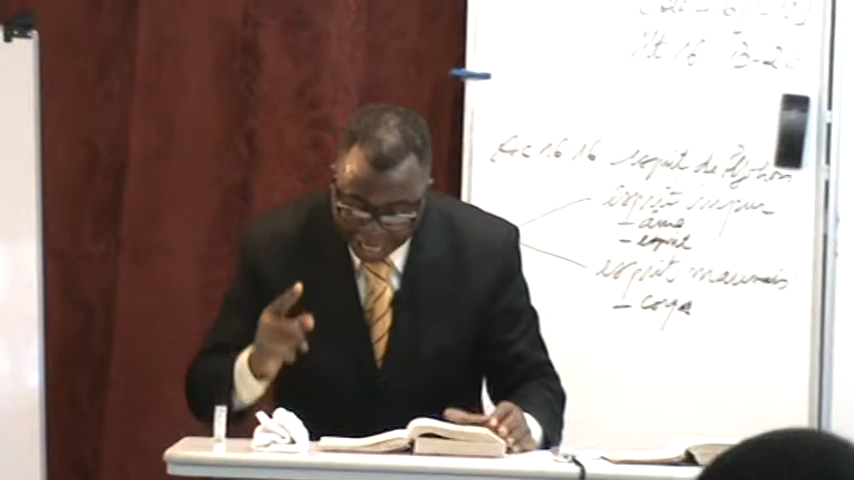 Mt 16 13-20
Ac 16 16 esprit de Python
esprit impur
- âme
- esprit
esprit mauvais
- corps